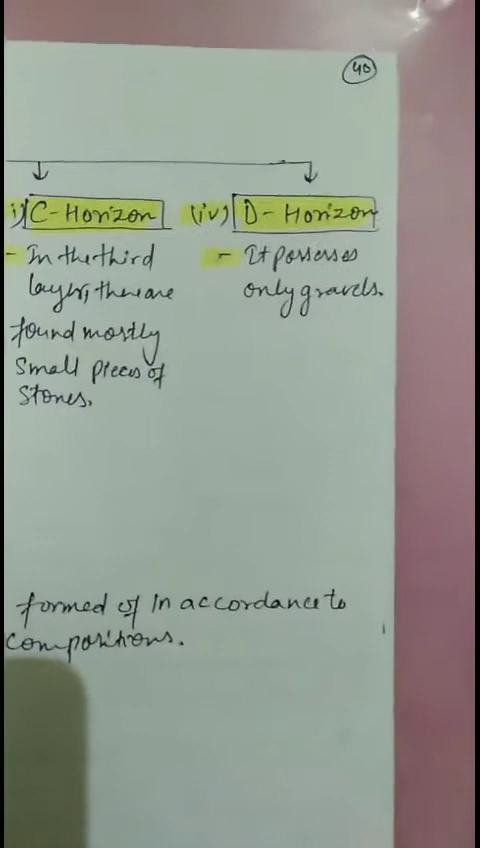 40
i) C-Horizon
- In the third
layer, there are
found mostly
small pieces of
stones.
(iv) D-Horizon
- It possesses
only gravels.
formed of in accordance to
compositions.